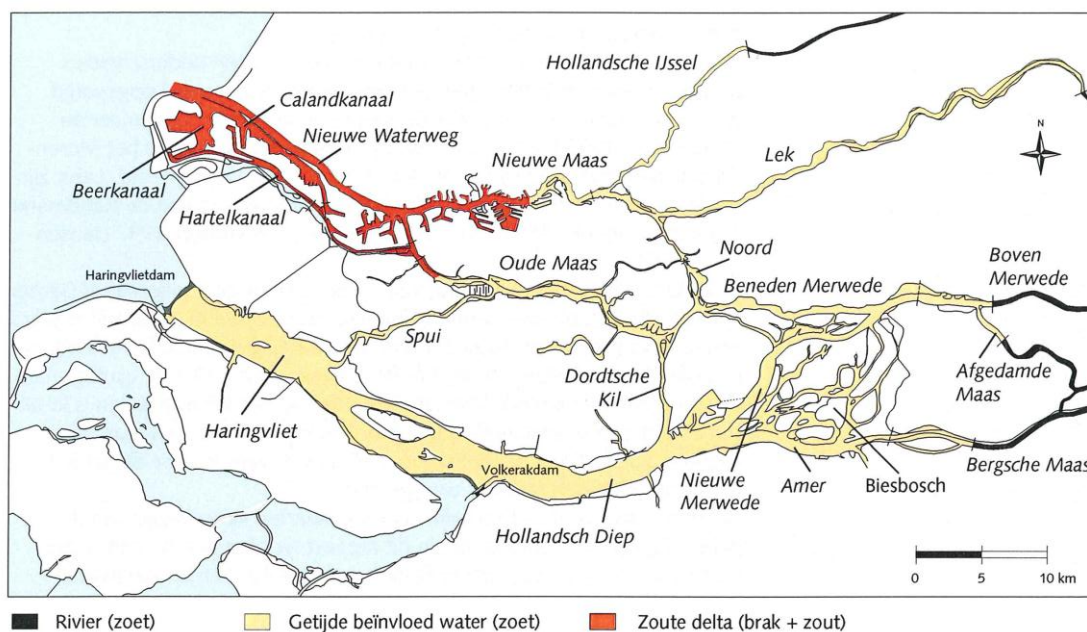 Hollandsche IJssel
Calandkanaal
Nieuwe Waterweg
N
Nieuwe Maas
Lek
Beerkanaal
Hartelkanaal
Noord
Boven
Merwede
Haringvlietdam
Oude Maas
Beneden Merwede
Spui
Dordtsche
Kil
Afgedamde
Maas
Haringvliet
Volkerakdam
Nieuwe
Merwede
Amer
Biesbosch
Bergsche Maas
Hollandsch Diep
0 5 10 km
Rivier (zoet) Getijde beïnvloed water (zoet) Zoute delta (brak + zout)